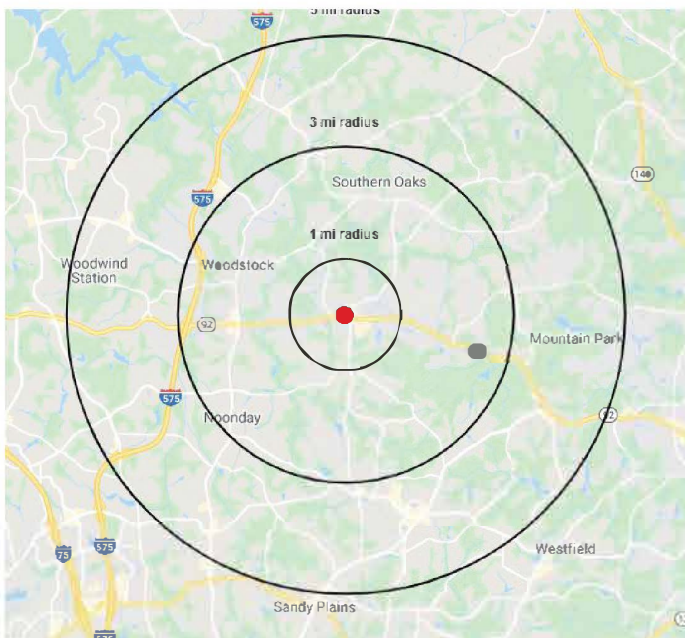 5 mi radius
575
3 mi radius
140
Southern Oaks
575
1 mi radius
Woodwind
Station
Woodstock
92
Mountain Park
575
Noonday
92
75
575
Westfield
Sandy Plains
575